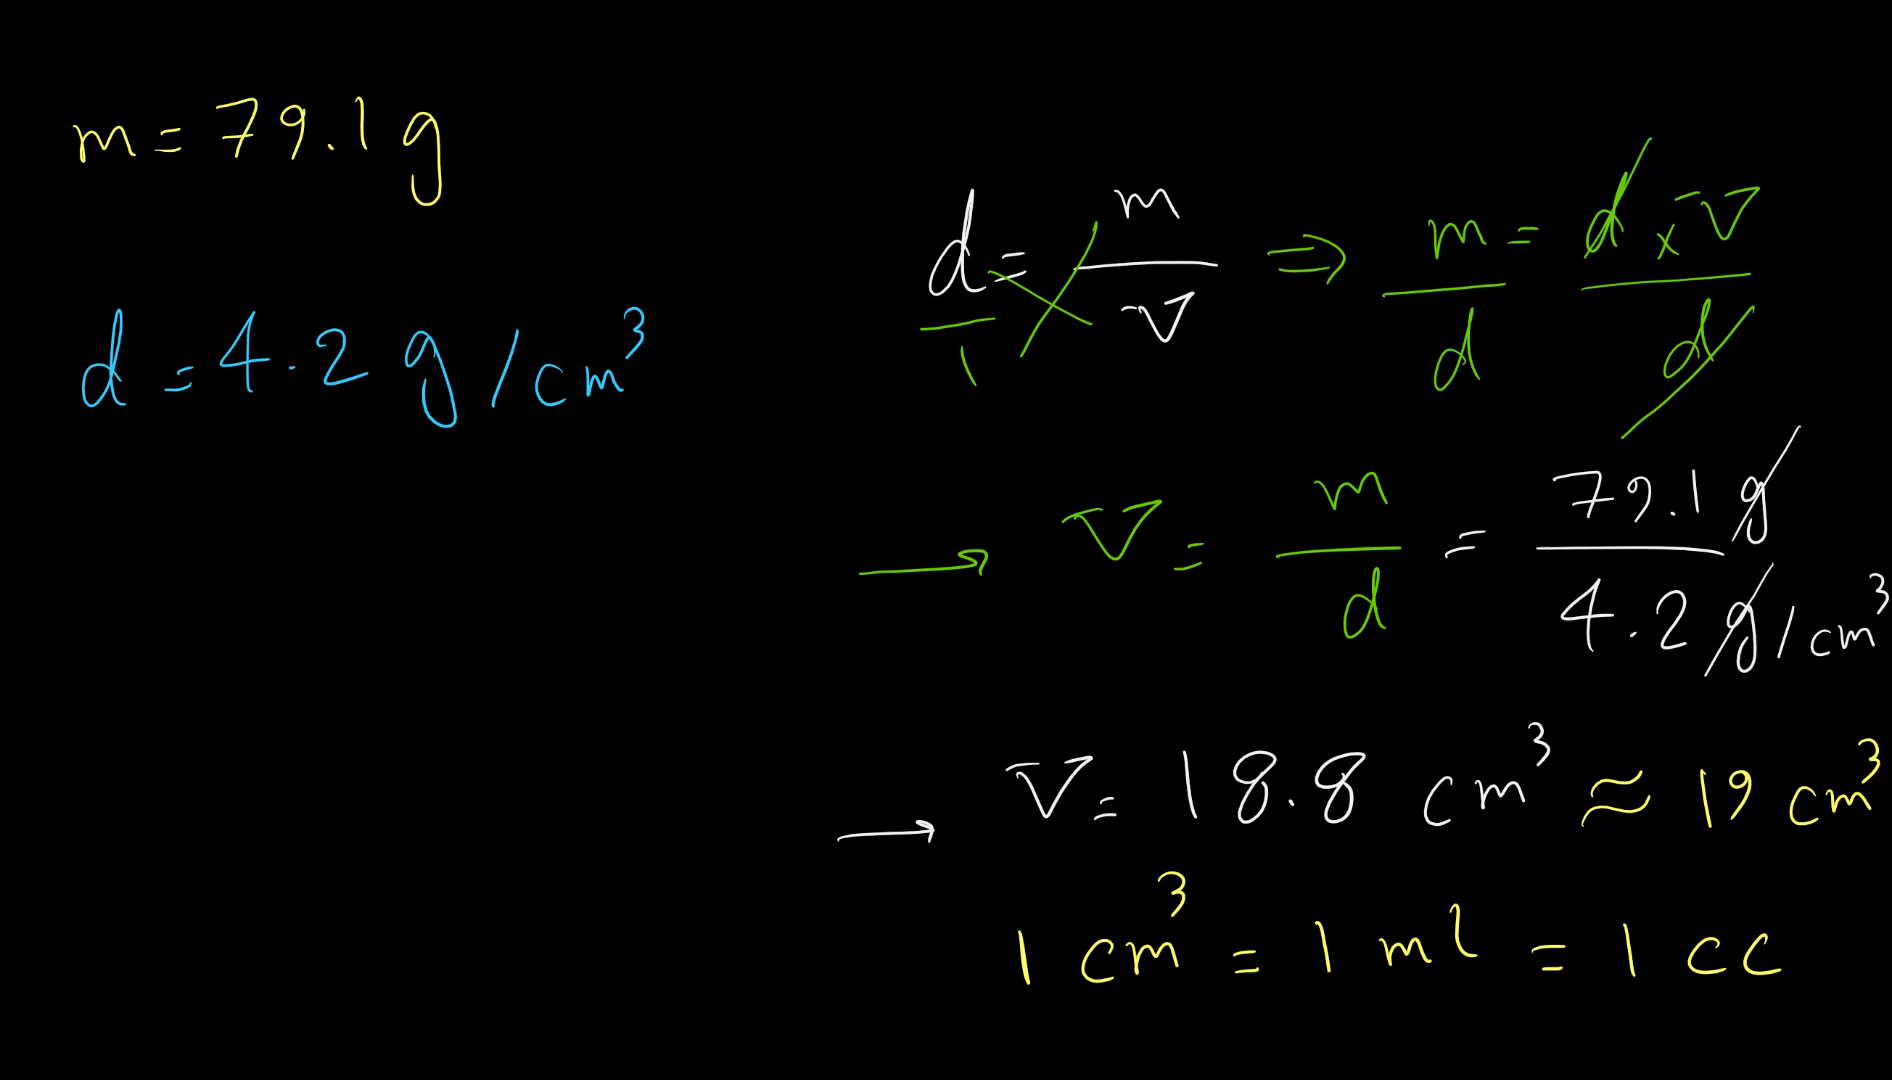 m = 79.1 g
d = 4.2 g/cm³
d/1 = m/V ⇒ m/d = d × V/d
→ V = m/d = 79.1 g/4.2 g/cm³
→ V = 18.8 cm³ ≈ 19 cm³
1 cm³ = 1 ml = 1 cc